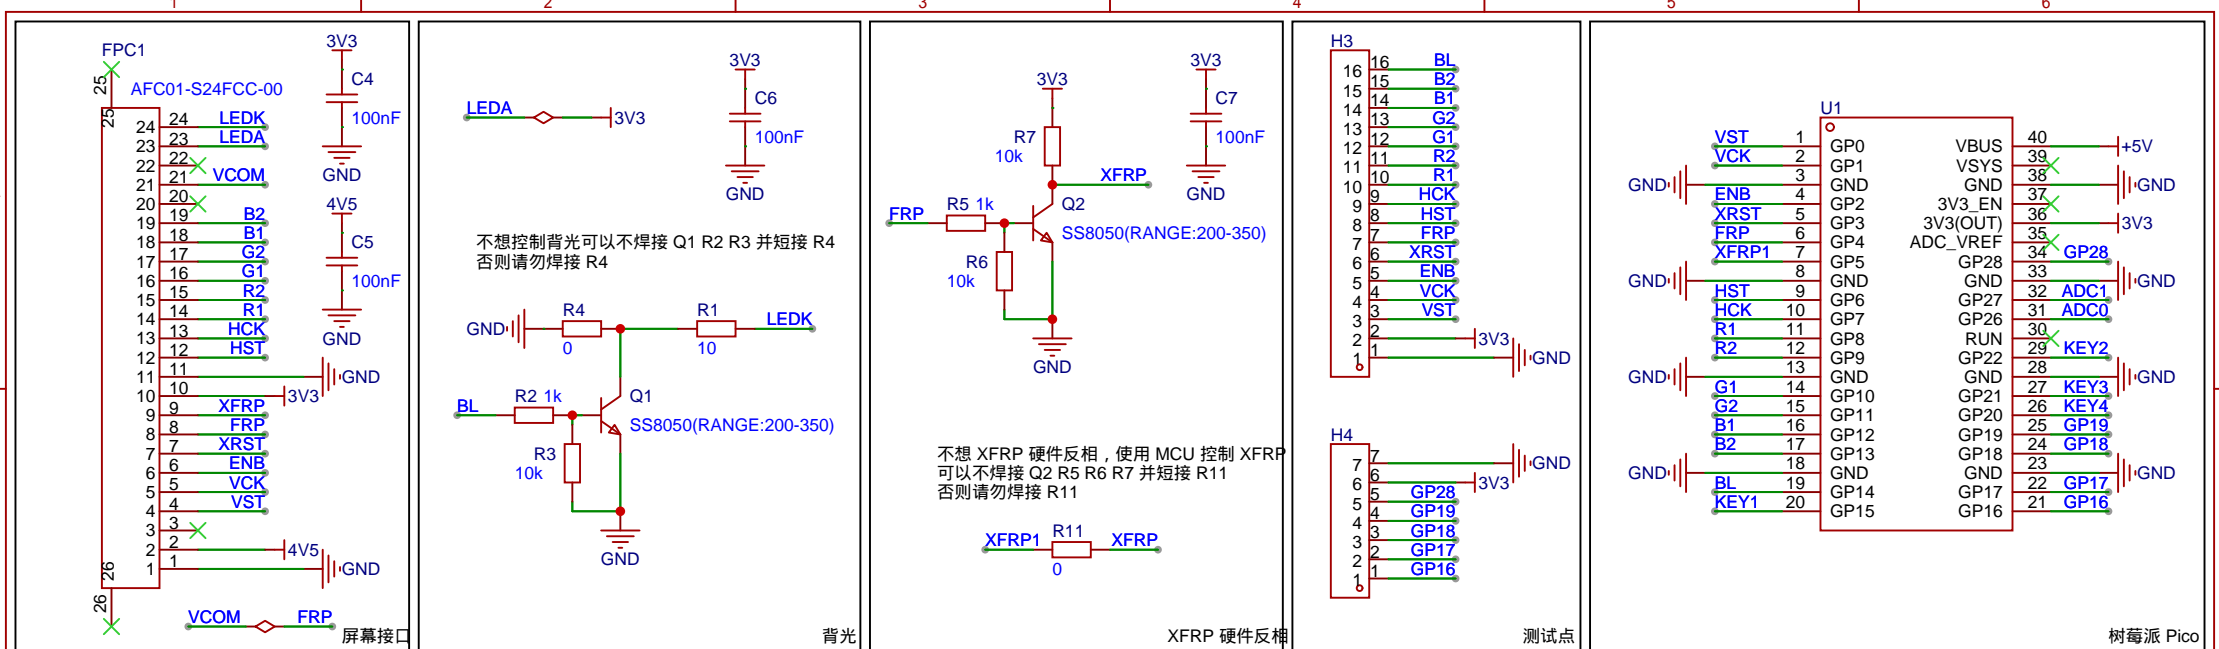 1 2 3 4 5 6
FPC1
AFC01-S24FCC-00
25
25
24 24 LEDK
23 23 LEDA
22 22
21 21 VCOM
20 20
19 19 B2
18 18 B1
17 17 G2
16 16 G1
15 15 R2
14 14 R1
13 13 HCK
12 12 HST
11 11 GND
10 10 3V3
9 9 XFRP
8 8 FRP
7 7 XRST
6 6 ENB
5 5 VCK
4 4 VST
3 3
2 2 4V5
1 1 GND
26
26
3V3
C4
100nF
GND
4V5
C5
100nF
GND
VCOM FRP
屏幕接口
LEDA 3V3
3V3
C6
100nF
GND
不想控制背光可以不焊接 Q1 R2 R3 并短接 R4
否则请勿焊接 R4
GND R4 R1 LEDK
0 10
BL R2 1k Q1
SS8050(RANGE:200-350)
R3
10k
GND
背光
3V3
R7
10k
XFRP
FRP R5 1k Q2
SS8050(RANGE:200-350)
R6
10k
GND
3V3
C7
100nF
GND
不想 XFRP 硬件反相，使用 MCU 控制 XFRP
可以不焊接 Q2 R5 R6 R7 并短接 R11
否则请勿焊接 R11
XFRP1 R11 XFRP
0
XFRP 硬件反相
H3
16 16 BL
15 15 B2
14 14 B1
13 13 G2
12 12 G1
11 11 R2
10 10 R1
9 9 HCK
8 8 HST
7 7 FRP
6 6 XRST
5 5 ENB
4 4 VCK
3 3 VST
2 2 3V3
1 1 GND
H4
7 7 GND
6 6 3V3
5 5 GP28
4 4 GP19
3 3 GP18
2 2 GP17
1 1 GP16
测试点
U1
VST 1 GP0 VBUS 40 +5V
VCK 2 GP1 VSYS 39
GND 3 GND GND 38 GND
ENB 4 GP2 3V3_EN 37
XRST 5 GP3 3V3(OUT) 36 3V3
FRP 6 GP4 ADC_VREF 35
XFRP1 7 GP5 GP28 34 GP28
GND 8 GND GND 33 GND
HST 9 GP6 GP27 32 ADC1
HCK 10 GP7 GP26 31 ADC0
R1 11 GP8 RUN 30
R2 12 GP9 GP22 29 KEY2
GND 13 GND GND 28 GND
G1 14 GP10 GP21 27 KEY3
G2 15 GP11 GP20 26 KEY4
B1 16 GP12 GP19 25 GP19
B2 17 GP13 GP18 24 GP18
GND 18 GND GND 23 GND
BL 19 GP14 GP17 22 GP17
KEY1 20 GP15 GP16 21 GP16
树莓派 Pico